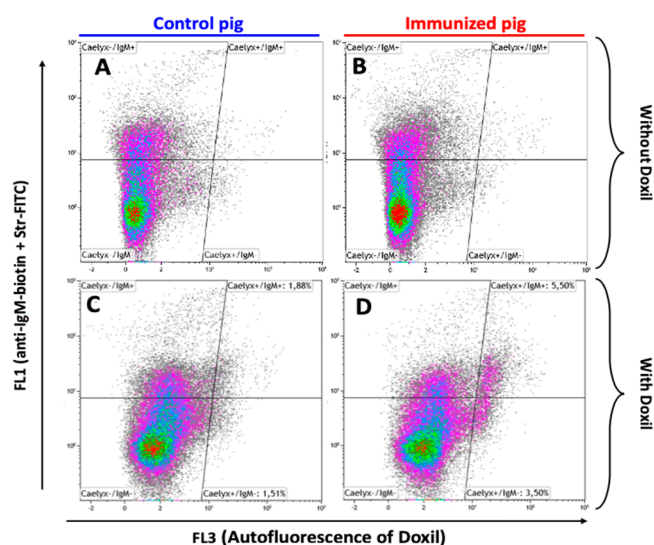 Control pig
Immunized pig
Caelyx-/IgM+
Caelyx+/IgM+
A
Caelyx-/IgM
Caelyx+/IgM
Caelyx-/IgM+
Caelyx+/IgM+
B
Caelyx-/IgM-
Caelyx+/IgM-
Without Doxil
Caelyx-/IgM+
Caelyx+/IgM+: 1,88%
C
Caelyx-/IgM
Caelyx+/IgM-: 1,51%
Caelyx-/IgM+
Caelyx+/IgM+: 5,50%
D
Caelyx-/IgM-
Caelyx+/IgM-: 3,50%
With Doxil
FL1 (anti-IgM-biotin + Str-FITC)
FL3 (Autofluorescence of Doxil)